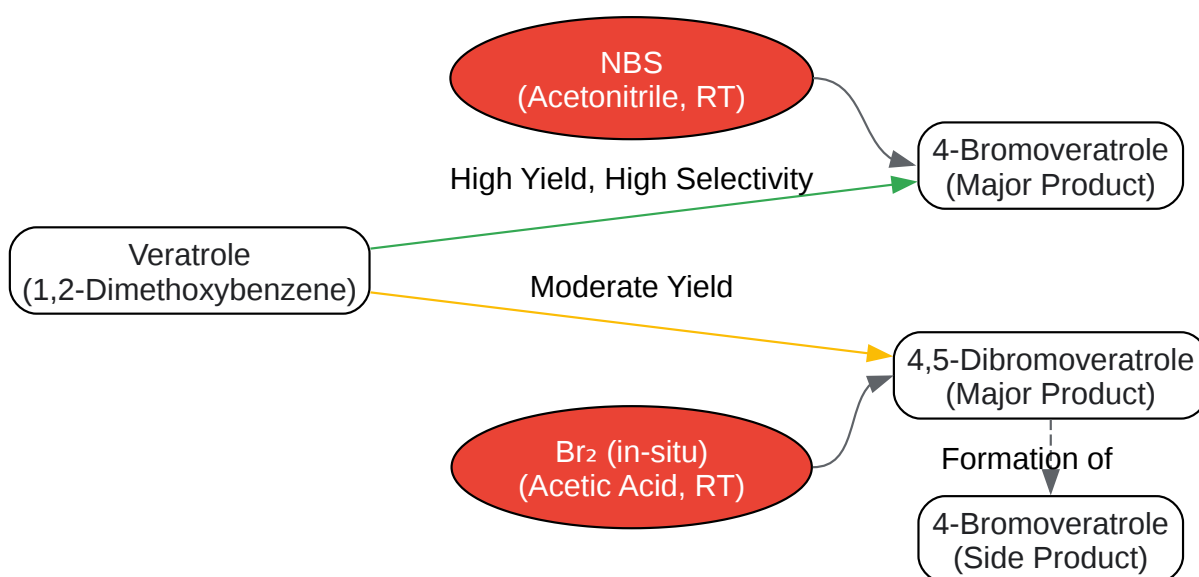 NBS
(Acetonitrile, RT)
4-Bromoveratrole
(Major Product)
High Yield, High Selectivity
Veratrole
(1,2-Dimethoxybenzene)
Moderate Yield
4,5-Dibromoveratrole
(Major Product)
Br₂ (in-situ)
(Acetic Acid, RT)
Formation of
4-Bromoveratrole
(Side Product)